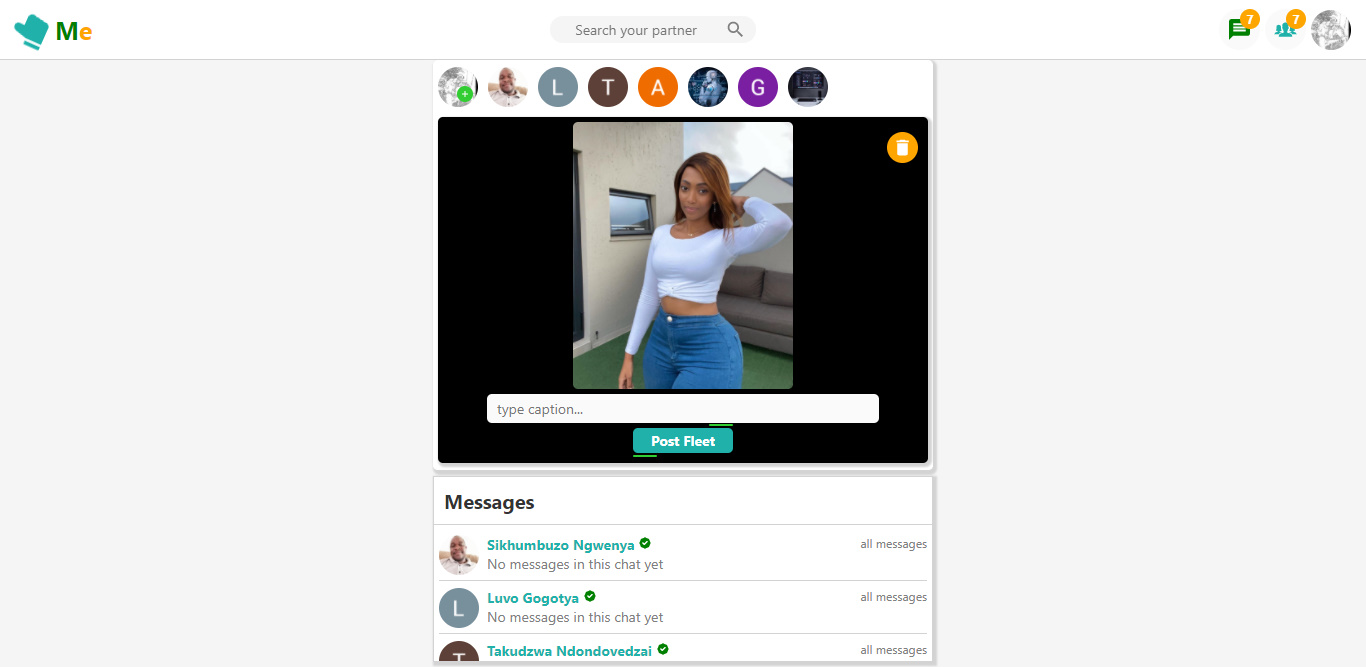 Me
Search your partner
7
7
L
T
A
G
type caption...
Post Fleet
Messages
Sikhumbuzo Ngwenya
all messages
No messages in this chat yet
Luvo Gogotya
all messages
L
No messages in this chat yet
Takudzwa Ndondovedzai
all messages
T